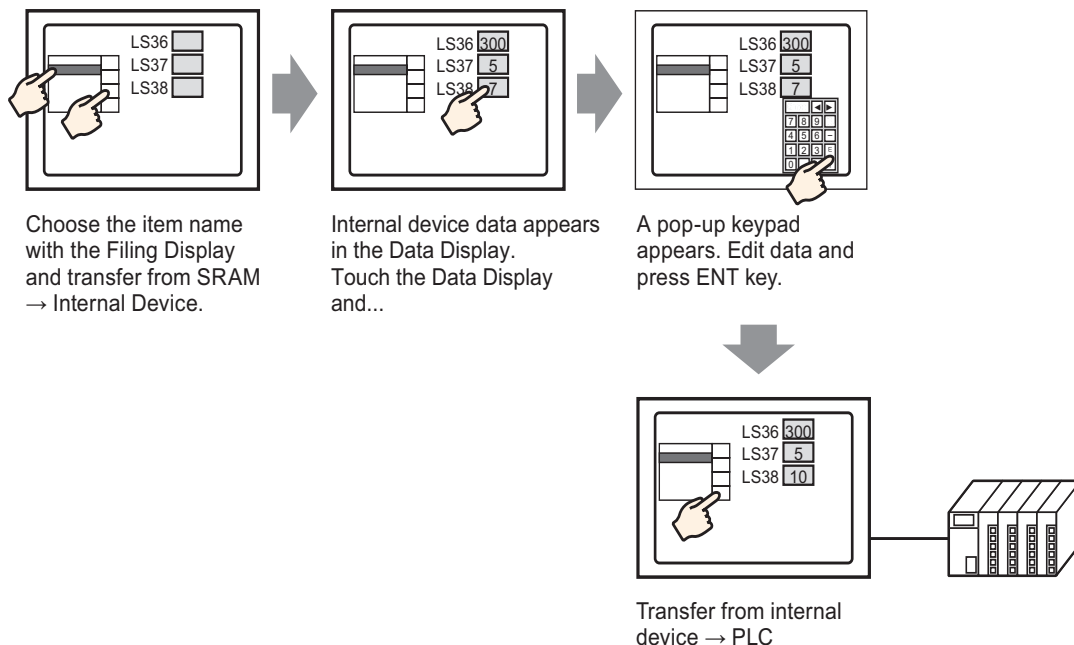 LS36
LS37
LS38
LS36 300
LS37 5
LS38 7
LS36 300
LS37 5
LS38 7
7 8 9
4 5 6 −
1 2 3 E
0
Choose the item name
with the Filing Display
and transfer from SRAM
→ Internal Device.
Internal device data appears
in the Data Display.
Touch the Data Display
and...
A pop-up keypad
appears. Edit data and
press ENT key.
LS36 300
LS37 5
LS38 10
Transfer from internal
device → PLC